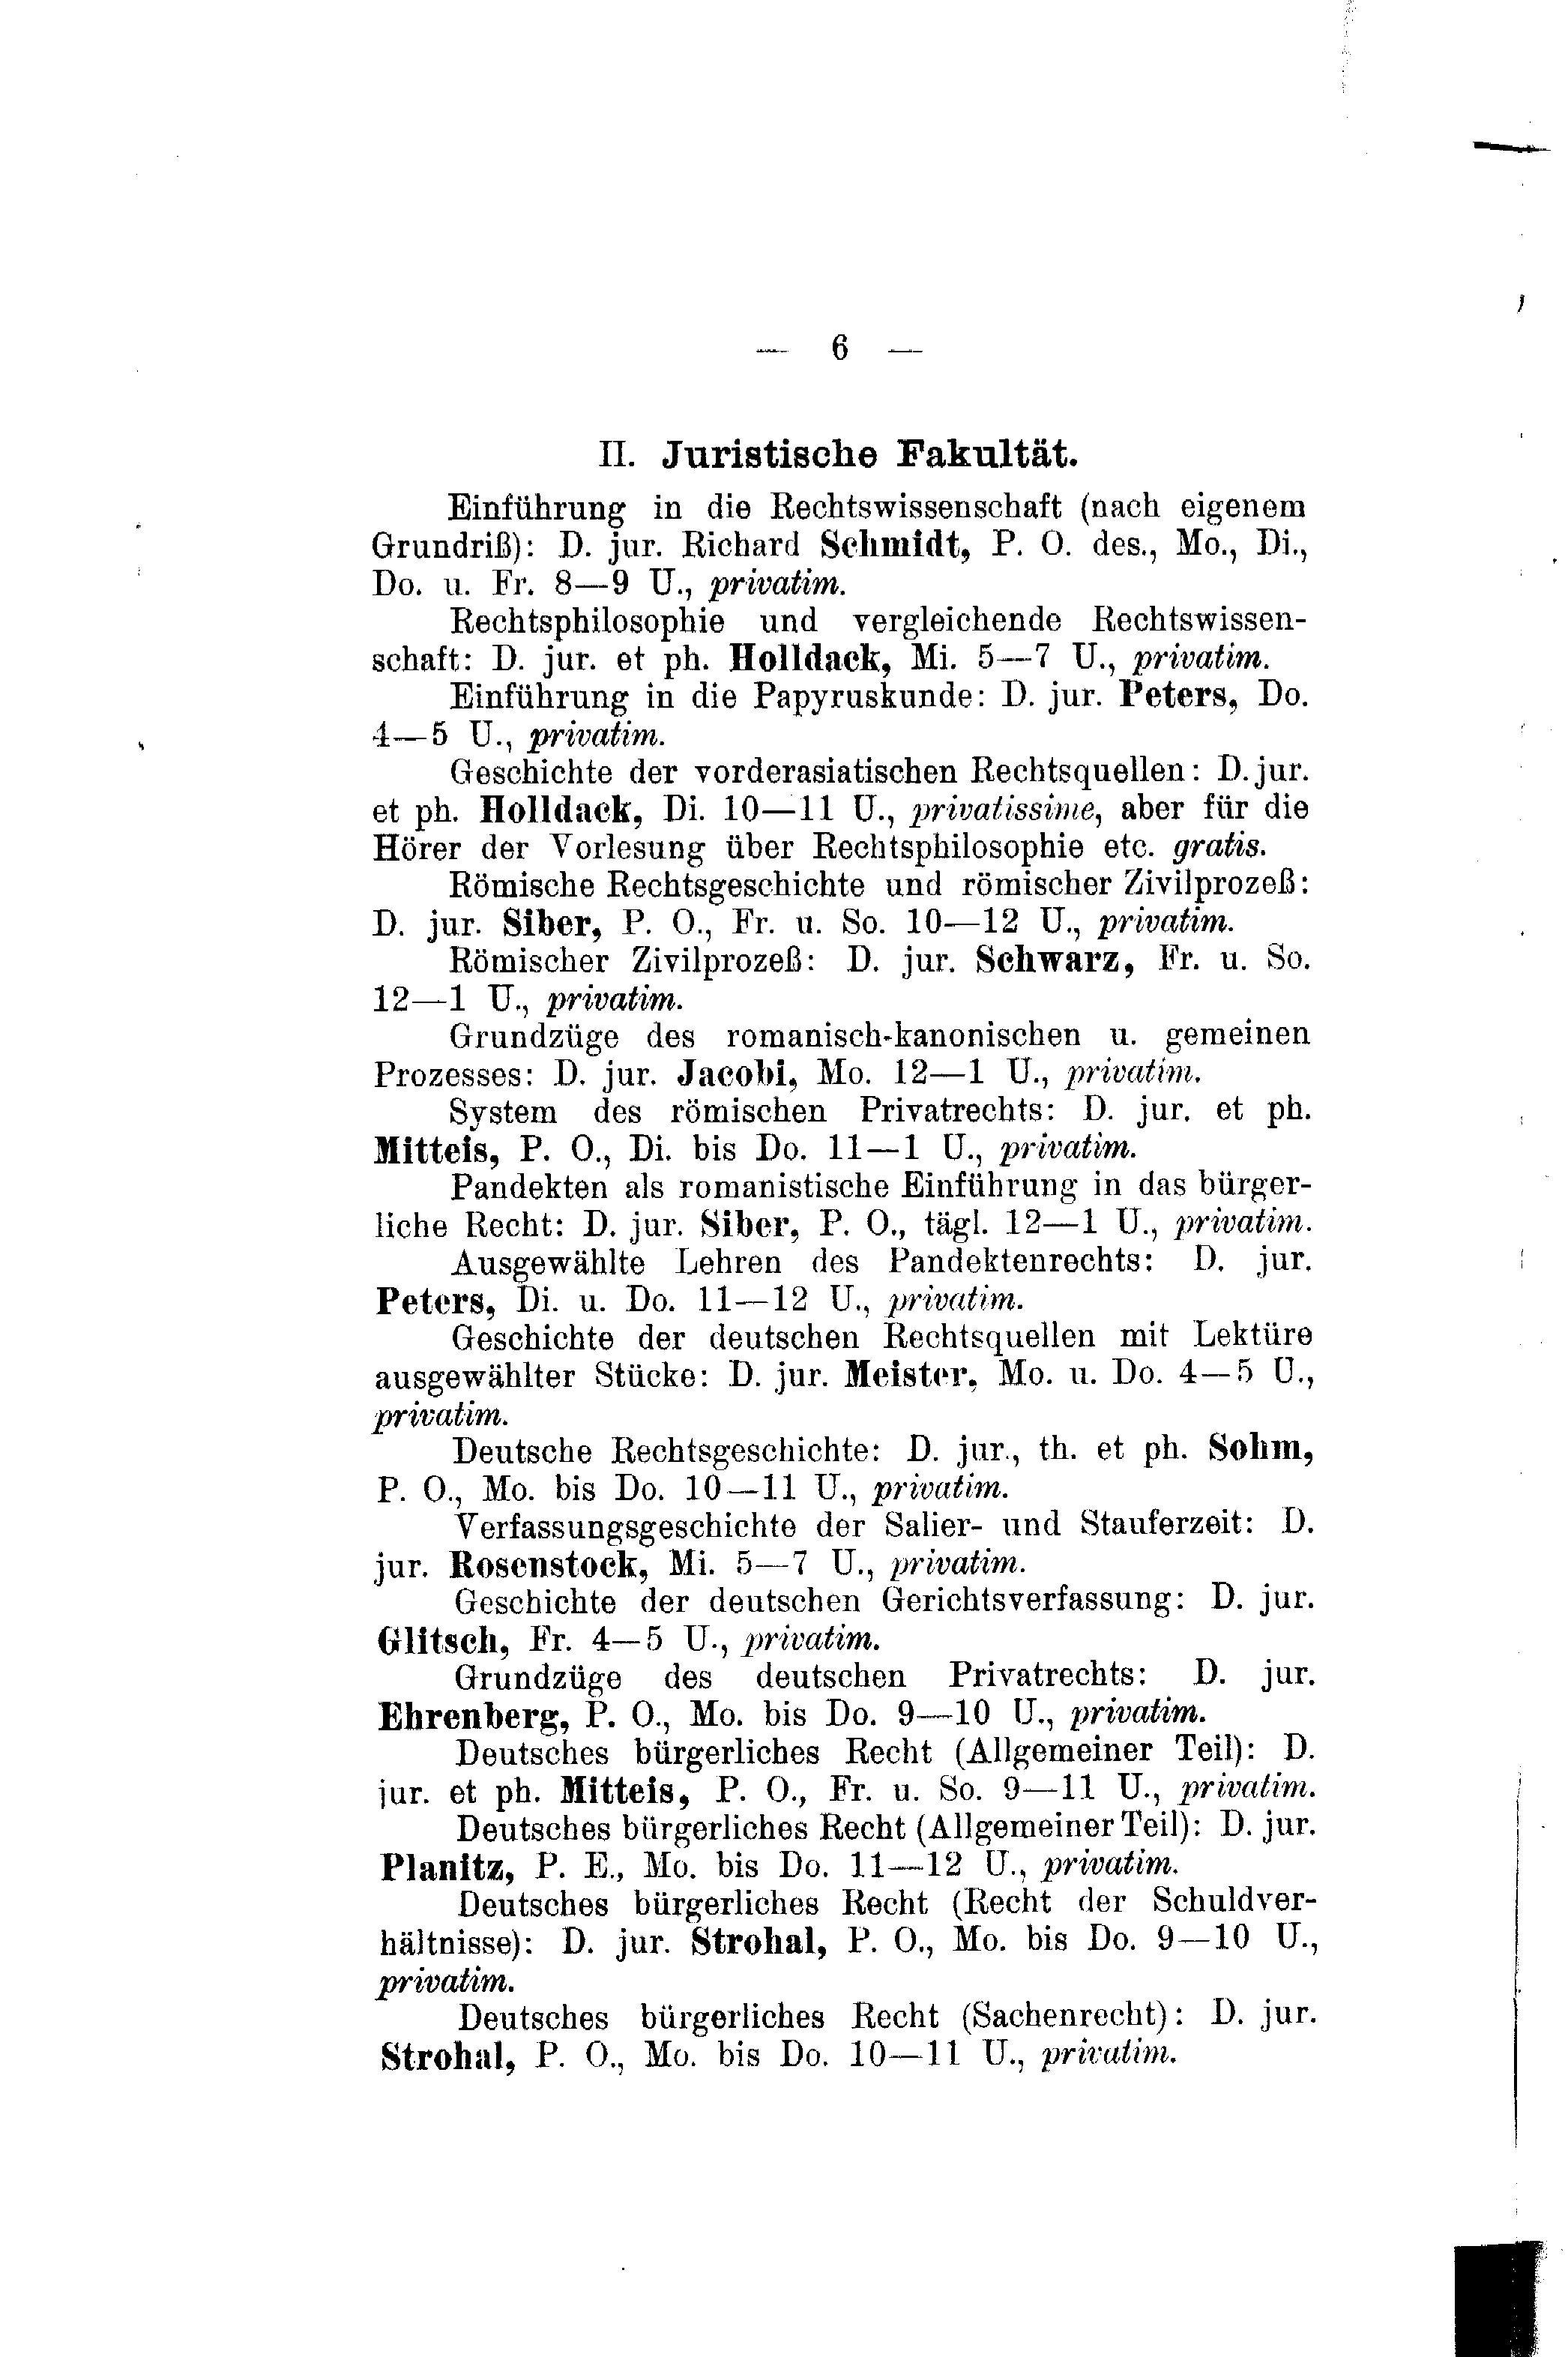 — 6 —
II. Juristische Fakultät.
Einführung in die Rechtswissenschaft (nach eigenem
Grundriß): D. jur. Richard Schmidt, P. O. des., Mo., Di.,
Do. u. Fr. 8—9 U., privatim.
Rechtsphilosophie und vergleichende Rechtswissen-
schaft: D. jur. et ph. Holldack, Mi. 5—7 U., privatim.
Einführung in die Papyruskunde: D. jur. Peters, Do.
4—5 U., privatim.
Geschichte der vorderasiatischen Rechtsquellen: D. jur.
et ph. Holldack, Di. 10—11 U., privatissime, aber für die
Hörer der Vorlesung über Rechtsphilosophie etc. gratis.
Römische Rechtsgeschichte und römischer Zivilprozeß:
D. jur. Siber, P. O., Fr. u. So. 10—12 U., privatim.
Römischer Zivilprozeß: D. jur. Schwarz, Fr. u. So.
12—1 U., privatim.
Grundzüge des romanisch-kanonischen u. gemeinen
Prozesses: D. jur. Jacobi, Mo. 12—1 U., privatim.
System des römischen Privatrechts: D. jur. et ph.
Mitteis, P. O., Di. bis Do. 11—1 U., privatim.
Pandekten als romanistische Einführung in das bürger-
liche Recht: D. jur. Siber, P. O., tägl. 12—1 U., privatim.
Ausgewählte Lehren des Pandektenrechts: D. jur.
Peters, Di. u. Do. 11—12 U., privatim.
Geschichte der deutschen Rechtsquellen mit Lektüre
ausgewählter Stücke: D. jur. Meister, Mo. u. Do. 4—5 U.,
privatim.
Deutsche Rechtsgeschichte: D. jur., th. et ph. Sohm,
P. O., Mo. bis Do. 10—11 U., privatim.
Verfassungsgeschichte der Salier- und Stauferzeit: D.
jur. Rosenstock, Mi. 5—7 U., privatim.
Geschichte der deutschen Gerichtsverfassung: D. jur.
Glitsch, Fr. 4—5 U., privatim.
Grundzüge des deutschen Privatrechts: D. jur.
Ehrenberg, P. O., Mo. bis Do. 9—10 U., privatim.
Deutsches bürgerliches Recht (Allgemeiner Teil): D.
jur. et ph. Mitteis, P. O., Fr. u. So. 9—11 U., privatim.
Deutsches bürgerliches Recht (Allgemeiner Teil): D. jur.
Planitz, P. E., Mo. bis Do. 11—12 U., privatim.
Deutsches bürgerliches Recht (Recht der Schuldver-
hältnisse): D. jur. Strohal, P. O., Mo. bis Do. 9—10 U.,
privatim.
Deutsches bürgerliches Recht (Sachenrecht): D. jur.
Strohal, P. O., Mo. bis Do. 10—11 U., privatim.